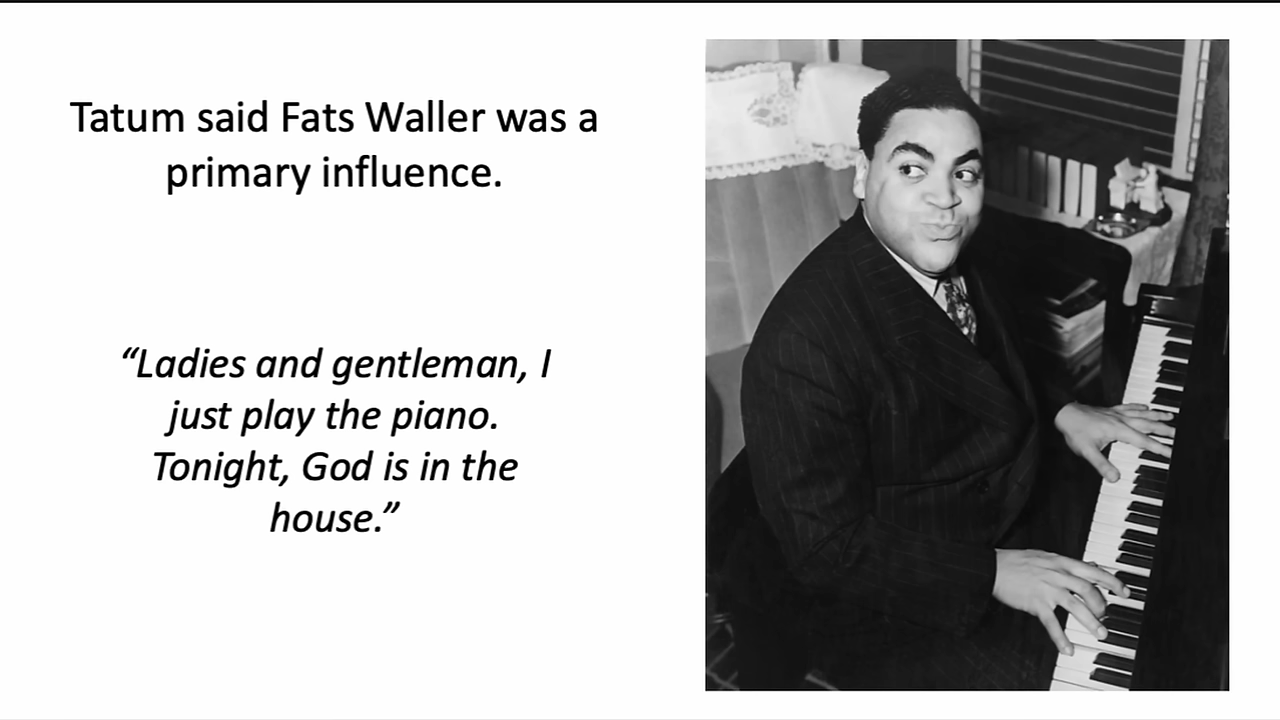 Tatum said Fats Waller was a
primary influence.
“Ladies and gentleman, I
just play the piano.
Tonight, God is in the
house.”